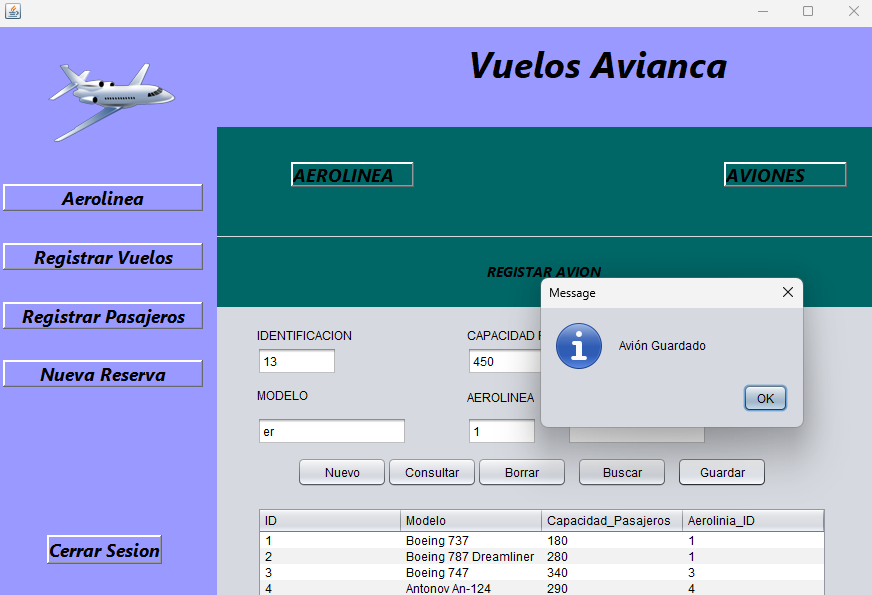 Vuelos Avianca
AEROLINEA
AVIONES
Aerolinea
Registrar Vuelos
Registrar Pasajeros
Nueva Reserva
Cerrar Sesion
REGISTAR AVION
Message
Avión Guardado
OK
IDENTIFICACION
CAPACIDAD
13
450
MODELO
AEROLINEA
er
1
Nuevo Consultar Borrar Buscar Guardar
ID Modelo Capacidad_Pasajeros Aerolinia_ID
1 Boeing 737 180 1
2 Boeing 787 Dreamliner 280 1
3 Boeing 747 340 3
4 Antonov An-124 290 4